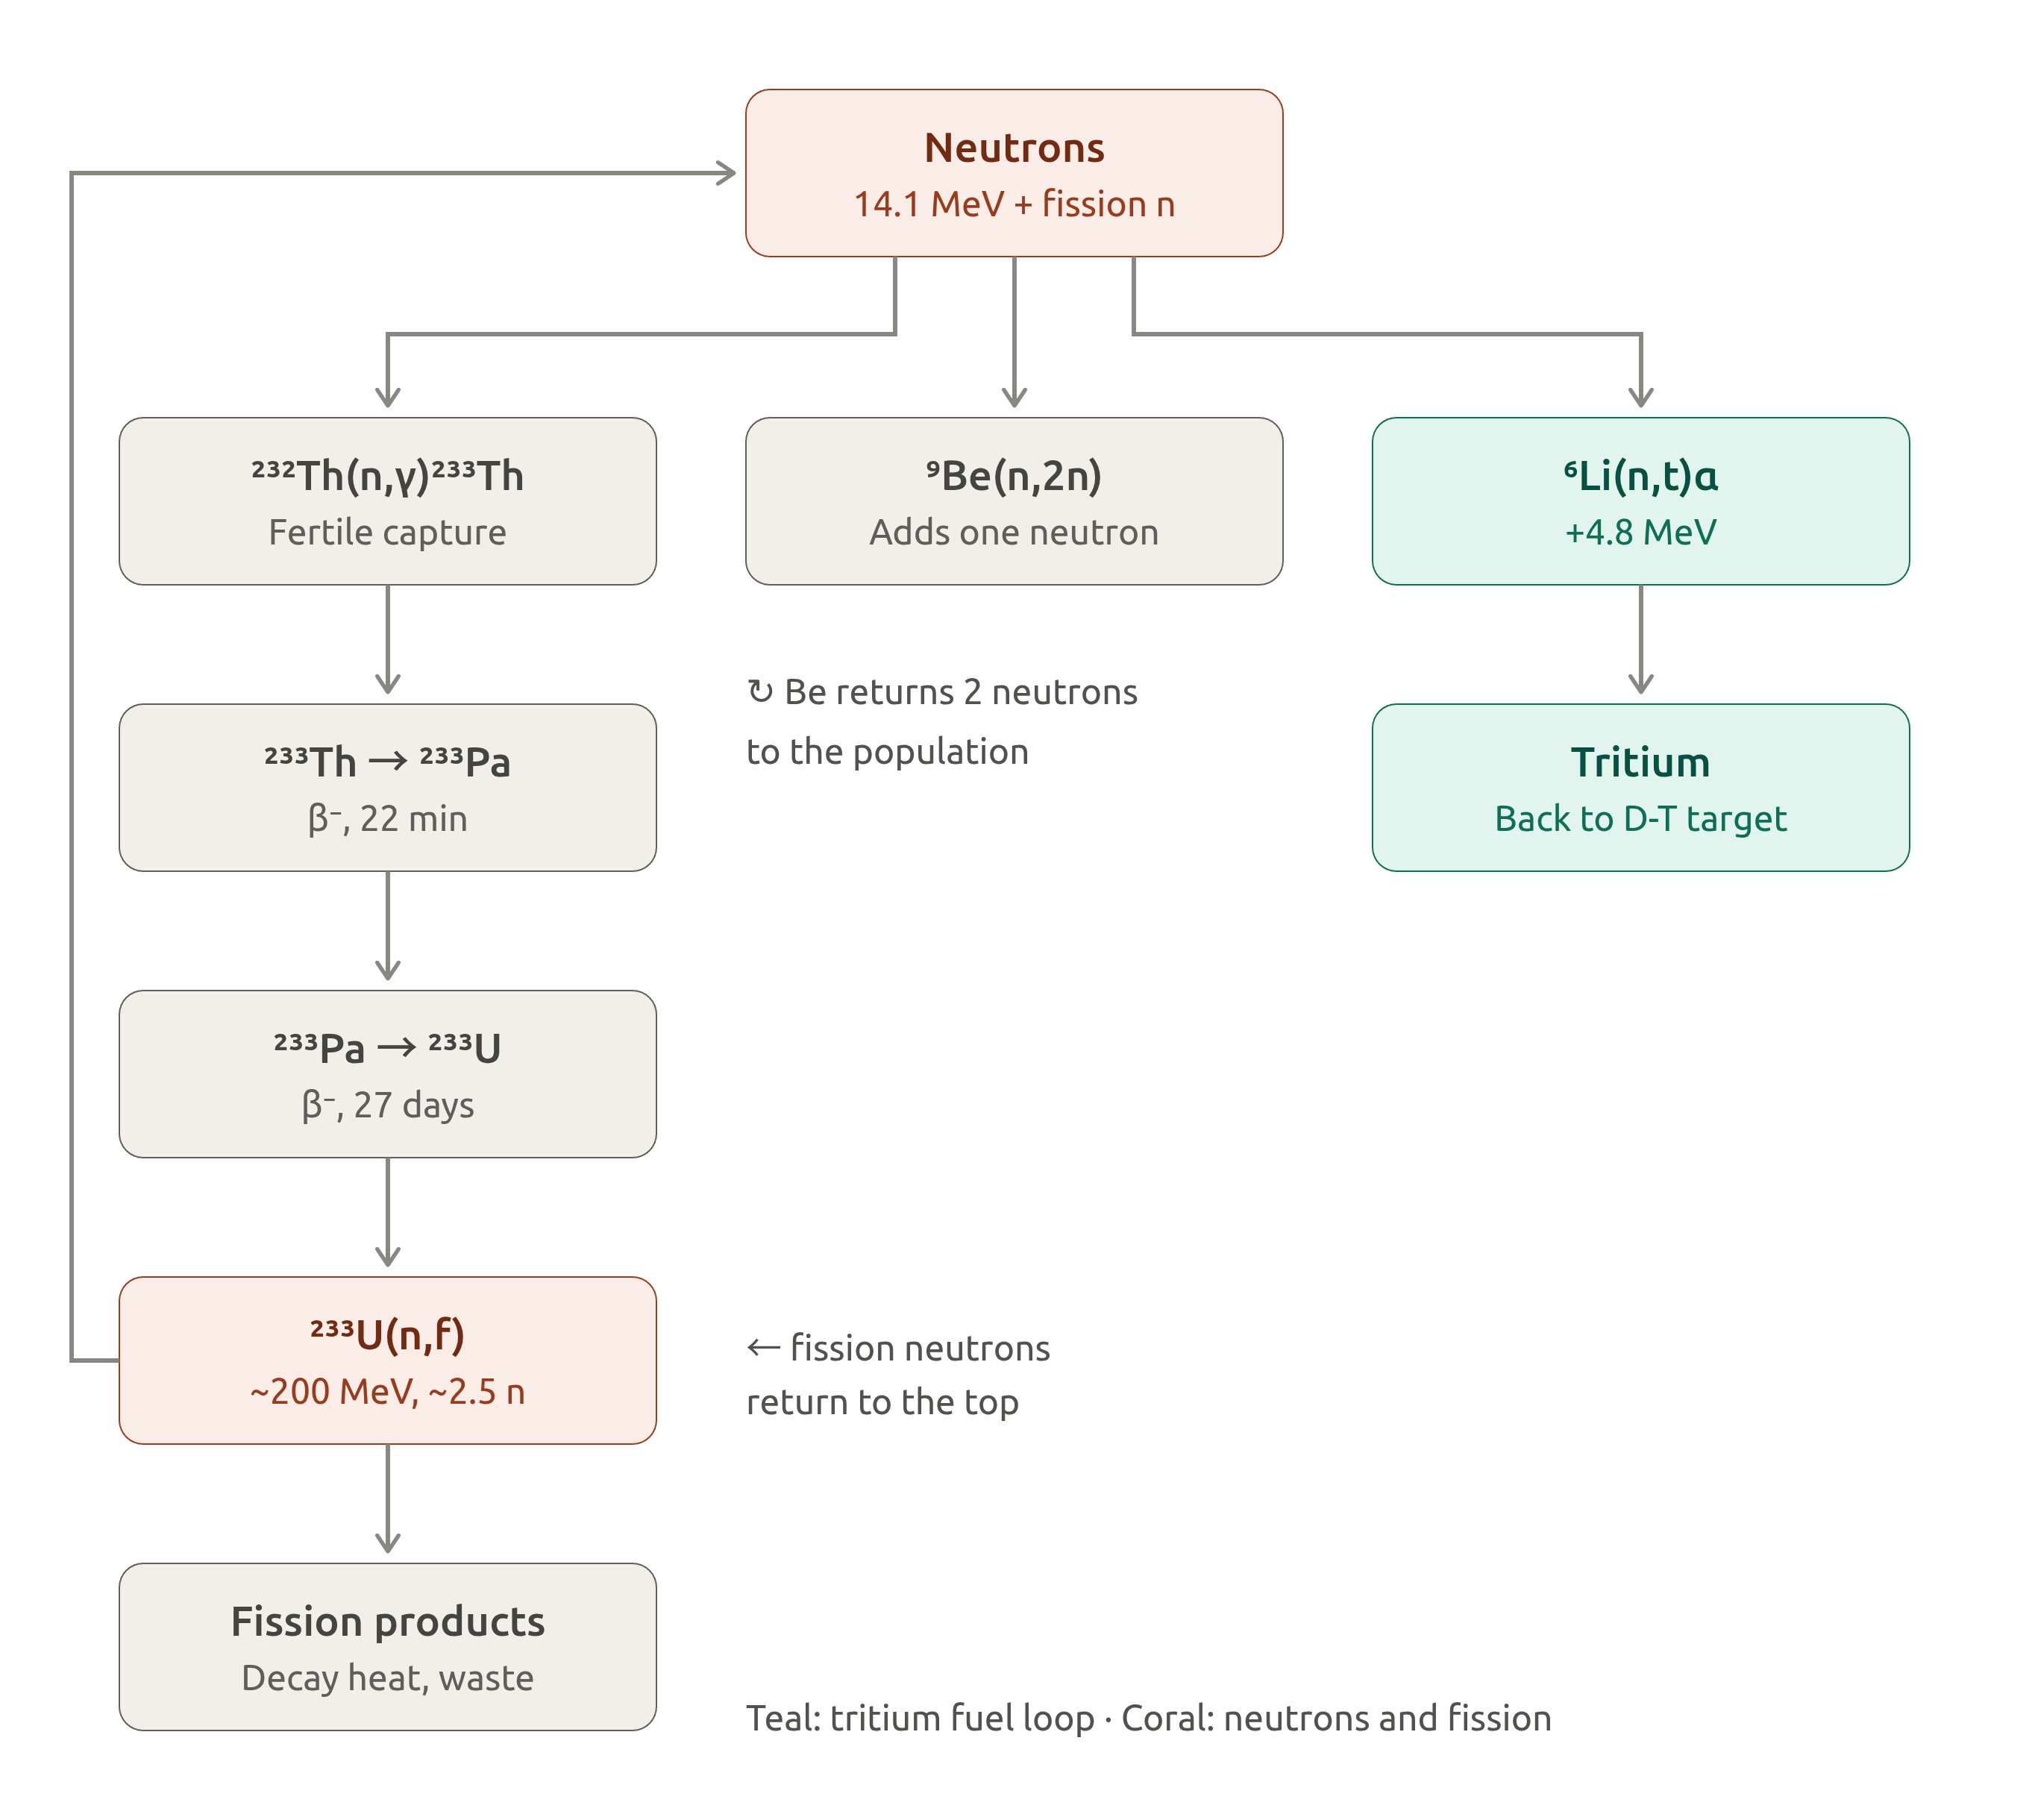 Neutrons
14.1 MeV + fission n
²³²Th(n,γ)²³³Th
Fertile capture
⁹Be(n,2n)
Adds one neutron
⁶Li(n,t)α
+4.8 MeV
²³³Th → ²³³Pa
β⁻, 22 min
↻ Be returns 2 neutrons
to the population
Tritium
Back to D-T target
²³³Pa → ²³³U
β⁻, 27 days
²³³U(n,f)
~200 MeV, ~2.5 n
← fission neutrons
return to the top
Fission products
Decay heat, waste
Teal: tritium fuel loop · Coral: neutrons and fission